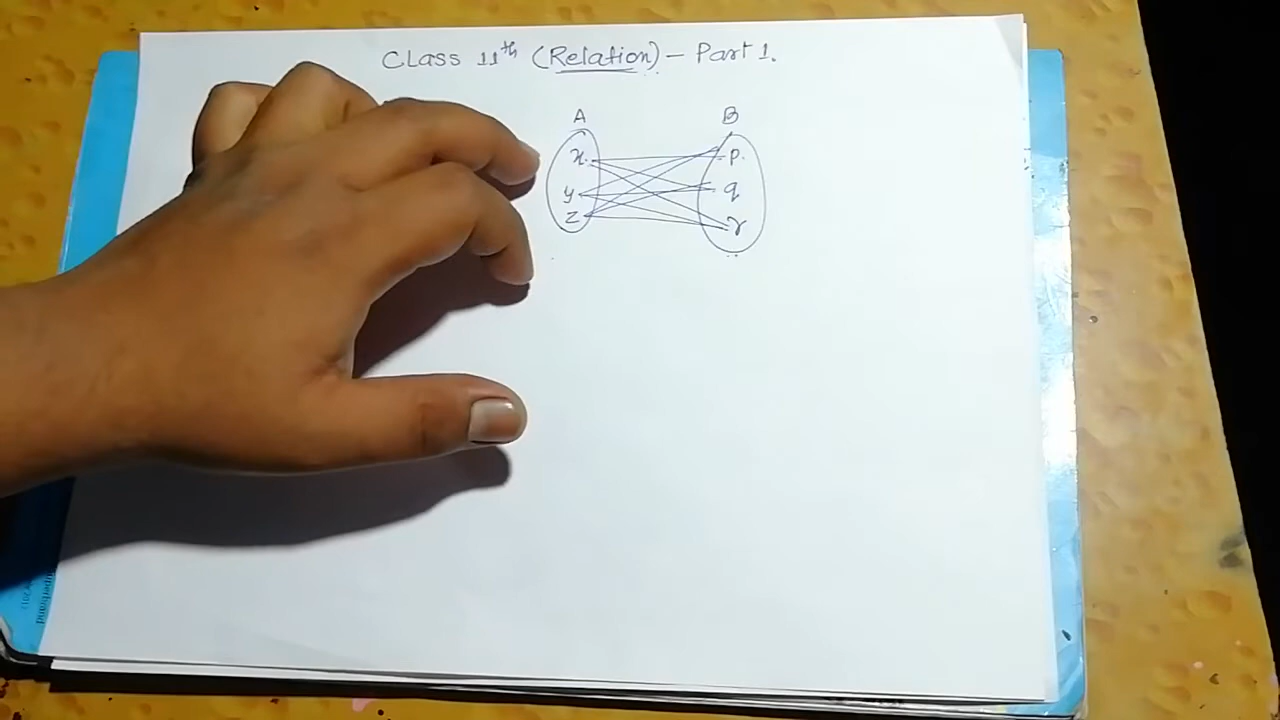 Class 11th (Relation) - Part 1.
A B
x. p.
y q
z r